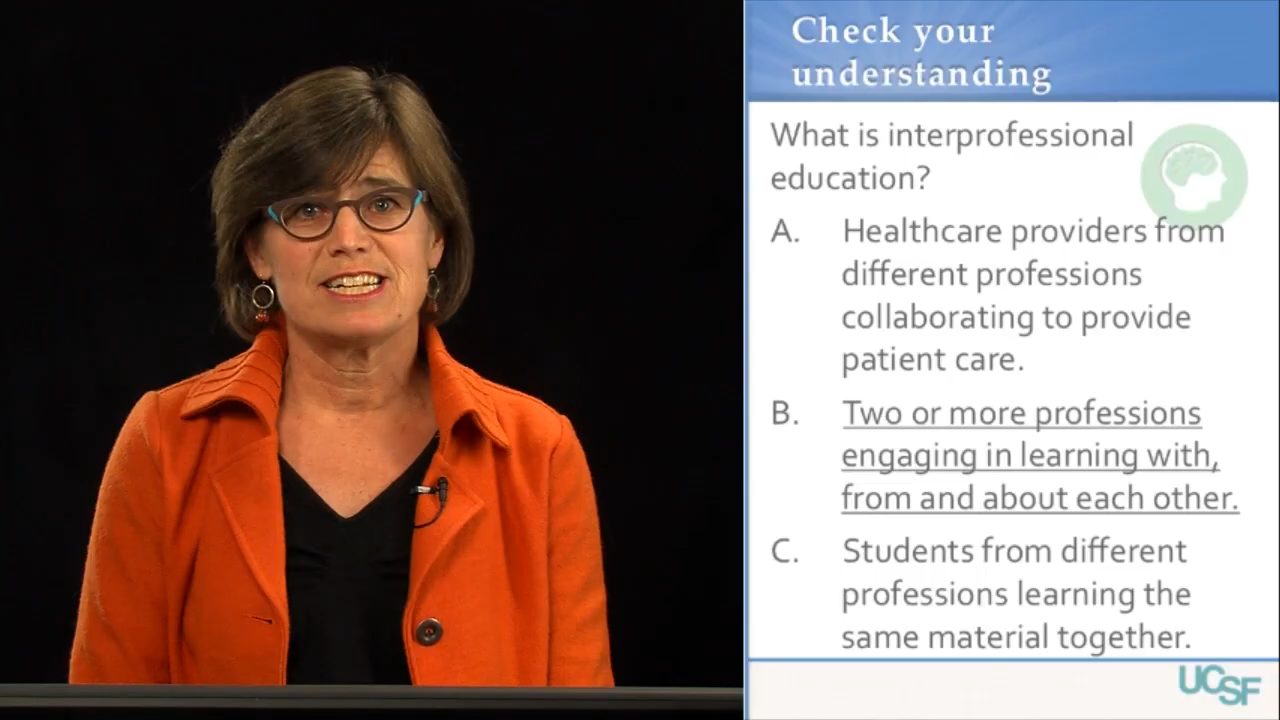 Check your
understanding
What is interprofessional
education?
A. Healthcare providers from
different professions
collaborating to provide
patient care.
B. Two or more professions
engaging in learning with,
from and about each other.
C. Students from different
professions learning the
same material together.
UCSF